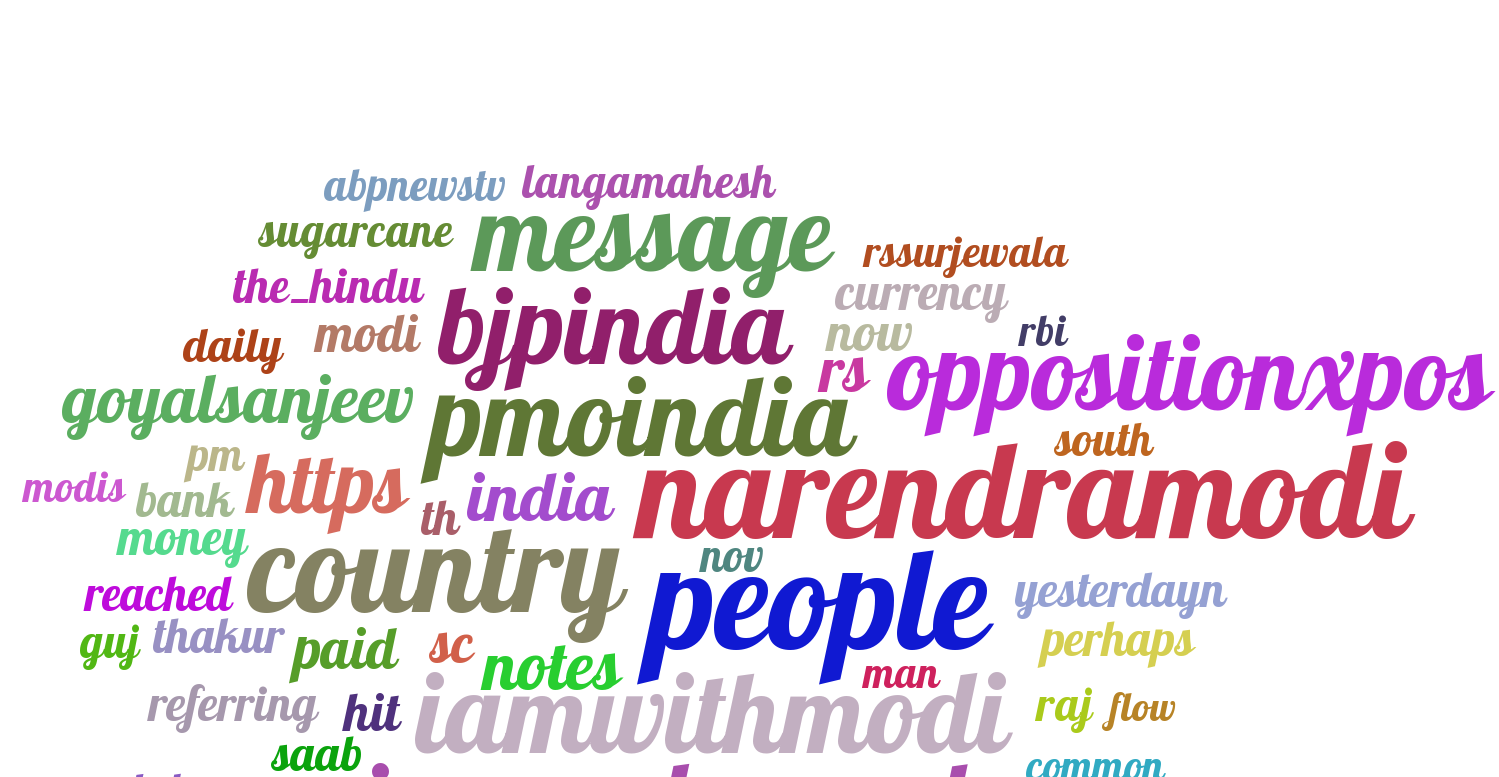 abpnewstv langamahesh
sugarcane message rssurjewala
the_hindu currency
daily modi bjpindia now rbi
goyalsanjeev pmoindia rs oppositionxpos
pm south
modis bank https th india narendramodi
money country nov
reached people yesterdayn
guj thakur paid sc notes perhaps
man
referring hit iamwithmodi raj flow
saab common